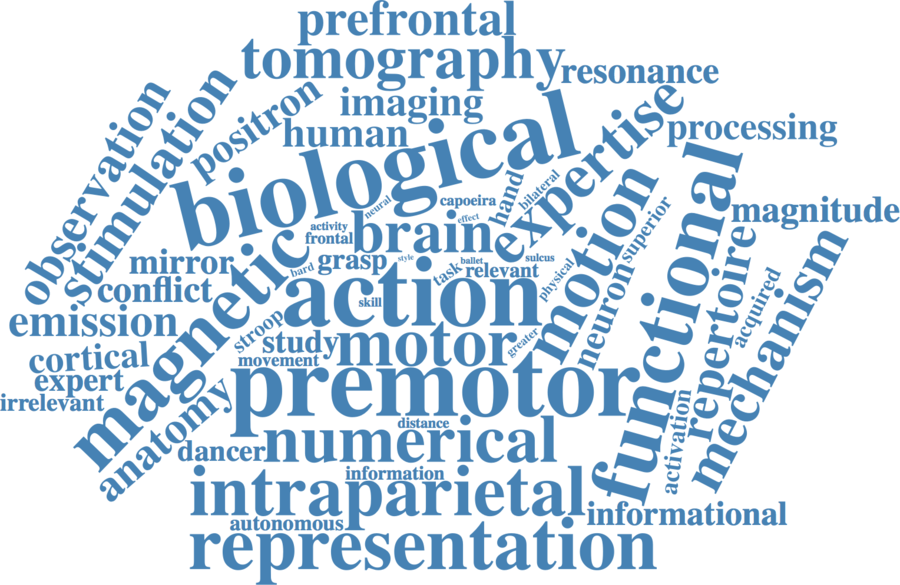 prefrontal
tomography
resonance
imaging
positron
observation
stimulation
human
biological
expertise
processing
hand
bilateral
capoeira
neural
effect
activity
frontal
brain
motion
superior
functional
magnitude
mirror
grasp
bard
style
task
ballet
relevant
sulcus
physical
neuron
conflict
magnetic
action
skill
repertoire
acquired
mechanism
emission
stroop
study
motor
greater
movement
cortical
expert
irrelevant
premotor
anatomy
distance
activation
dancer
numerical
information
intraparietal
informational
autonomous
representation